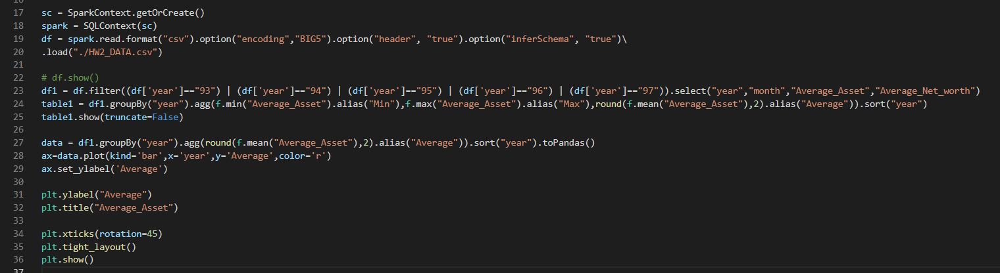 17 sc = SparkContext.getOrCreate()
18 spark = SQLContext(sc)
19 df = spark.read.format("csv").option("encoding","BIG5").option("header", "true").option("inferSchema", "true")\
20 .load("./HW2_DATA.csv")
21
22 # df.show()
23 df1 = df.filter((df['year']=="93") | (df['year']=="94") | (df['year']=="95") | (df['year']=="96") | (df['year']=="97")).select("year","month","Average_Asset","Average_Net_worth")
24 table1 = df1.groupBy("year").agg(f.min("Average_Asset").alias("Min"),f.max("Average_Asset").alias("Max"),round(f.mean("Average_Asset"),2).alias("Average")).sort("year")
25 table1.show(truncate=False)
26
27 data = df1.groupBy("year").agg(round(f.mean("Average_Asset"),2).alias("Average")).sort("year").toPandas()
28 ax=data.plot(kind='bar',x='year',y='Average',color='r')
29 ax.set_ylabel('Average')
30
31 plt.ylabel("Average")
32 plt.title("Average_Asset")
33
34 plt.xticks(rotation=45)
35 plt.tight_layout()
36 plt.show()
37